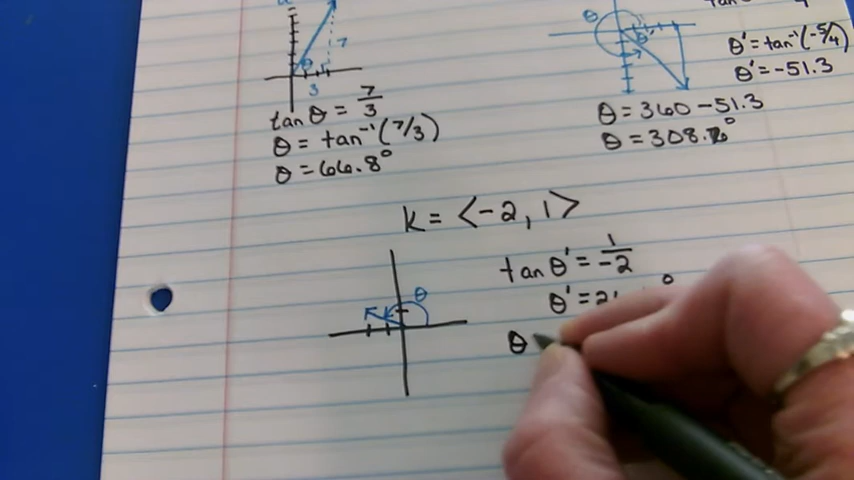 θ
7
3
tan θ = 7/3
θ = tan⁻¹(7/3)
θ = 66.8°
θ
θ'
θ' = tan⁻¹(-5/4)
θ' = -51.3
θ = 360 - 51.3
θ = 308.7°
k = <-2, 1>
θ
tan θ' = 1/-2
θ' = 2
θ